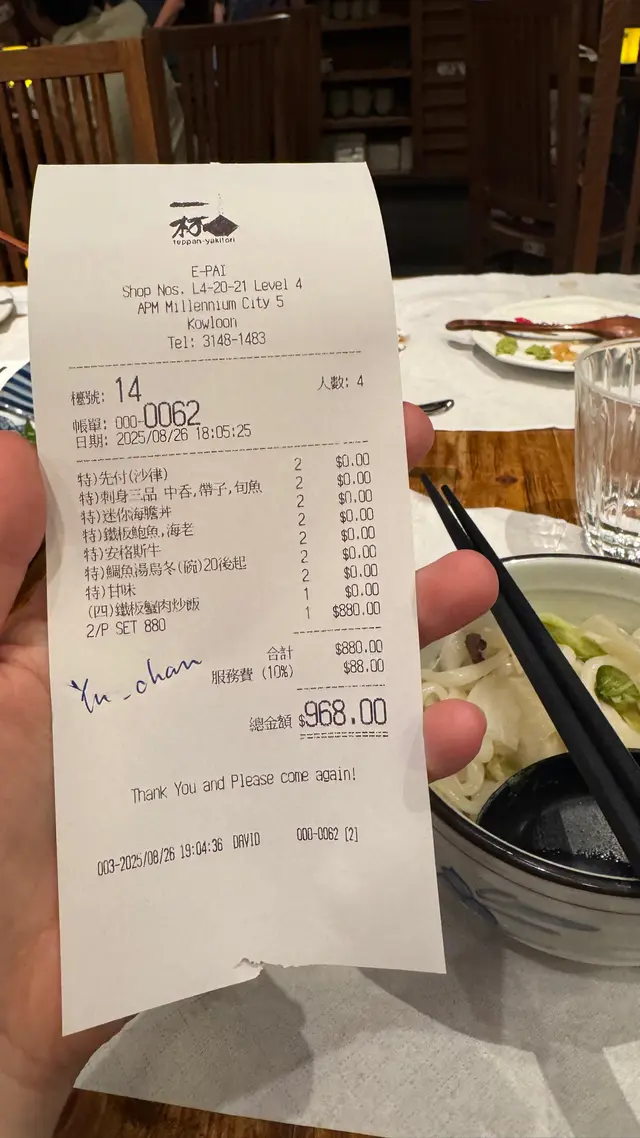 一杯
teppan-yakitori
E-PAI
Shop Nos. L4-20-21 Level 4
APM Millennium City 5
Kowloon
Tel: 3148-1483
檯號: 14 人數: 4
帳單: 000-0062
日期: 2025/08/26 18:05:25
特)先付(沙律) 2 $0.00
特)刺身三品 中吞,帶子,旬魚 2 $0.00
特)迷你海膽丼 2 $0.00
特)鐵板鮑魚,海老 2 $0.00
特)安格斯牛 2 $0.00
特)鯛魚湯烏冬(碗)20後起 2 $0.00
特)甘味 2 $0.00
(四)鐵板蟹肉炒飯 1 $0.00
2/P SET 880 1 $880.00
合計 $880.00
服務費 (10%) $88.00
總金額 $968.00
Yu-chan
Thank You and Please come again!
003-2025/08/26 19:04:36 DAVID 000-0062 [2]